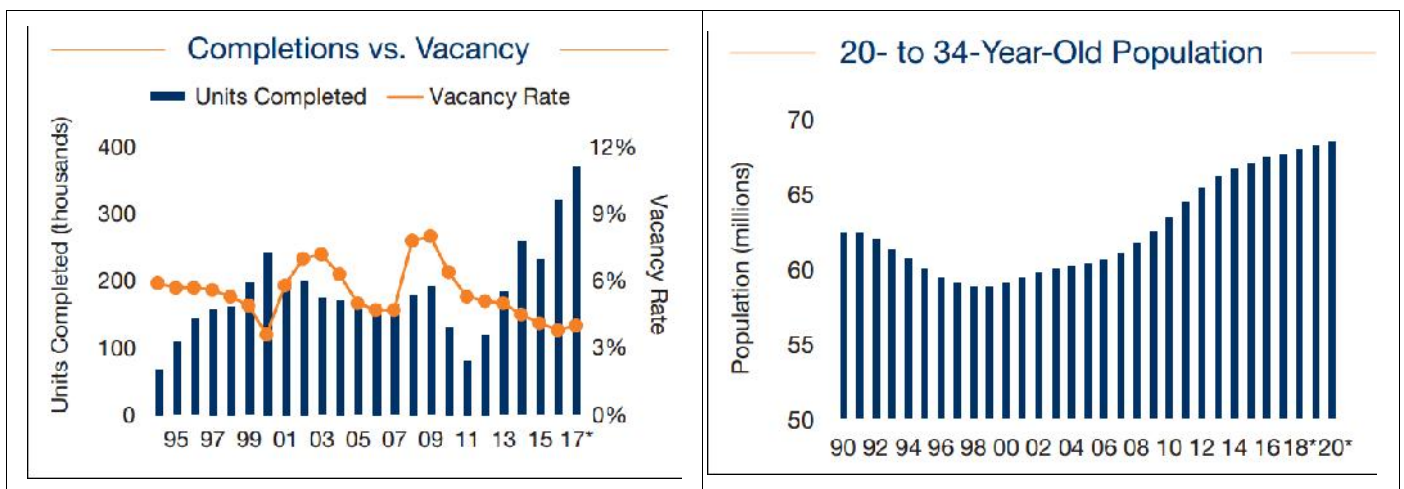 Completions vs. Vacancy
Units Completed Vacancy Rate
Units Completed (thousands)
400
300
200
100
0
12%
9%
6%
3%
0%
Vacancy Rate
95 97 99 01 03 05 07 09 11 13 15 17*
20- to 34-Year-Old Population
Population (millions)
70
65
60
55
50
90 92 94 96 98 00 02 04 06 08 10 12 14 16 18* 20*